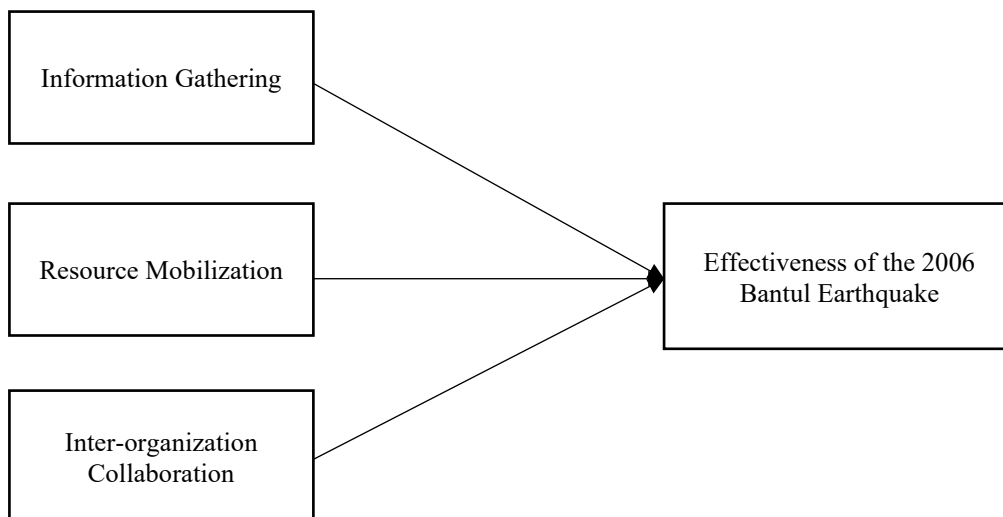 Information Gathering
Resource Mobilization
Effectiveness of the 2006
Bantul Earthquake
Inter-organization
Collaboration